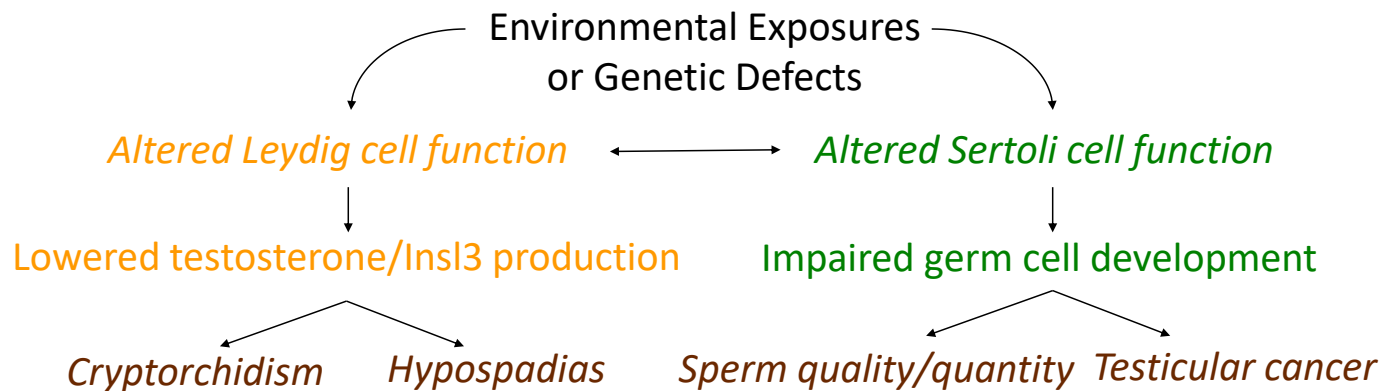 Environmental Exposures
or Genetic Defects
Altered Leydig cell function
Altered Sertoli cell function
Lowered testosterone/Insl3 production
Impaired germ cell development
Cryptorchidism
Hypospadias
Sperm quality/quantity
Testicular cancer